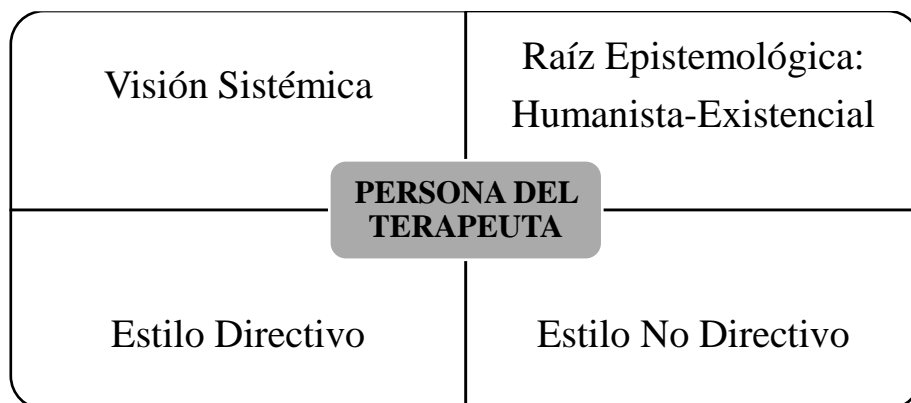 Visión Sistémica
Raíz Epistemológica:
Humanista-Existencial
PERSONA DEL
TERAPEUTA
Estilo Directivo
Estilo No Directivo